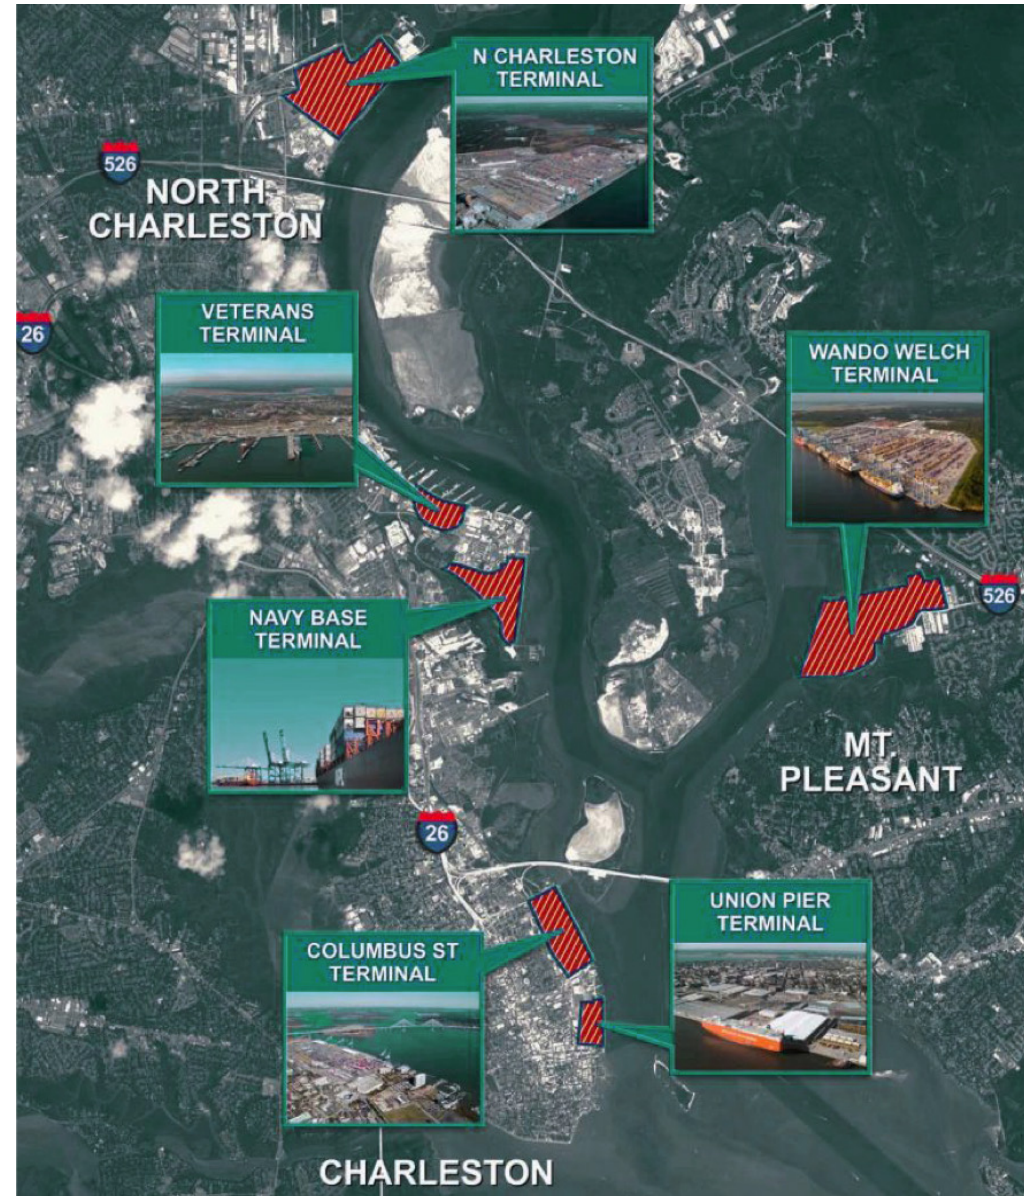 N CHARLESTON
TERMINAL
526
NORTH
CHARLESTON
VETERANS
TERMINAL
26
WANDO WELCH
TERMINAL
526
NAVY BASE
TERMINAL
MT.
PLEASANT
26
UNION PIER
TERMINAL
COLUMBUS ST
TERMINAL
CHARLESTON